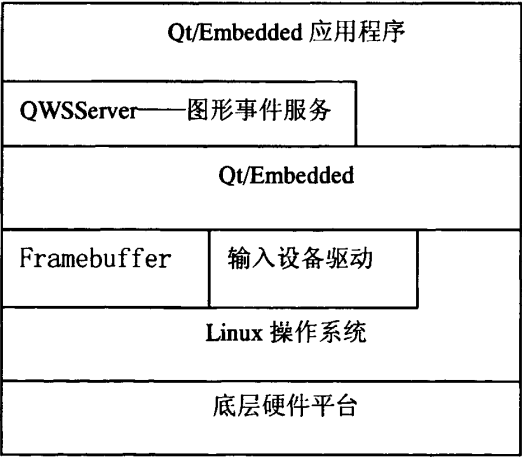 Qt/Embedded 应用程序
QWSServer——图形事件服务
Qt/Embedded
Framebuffer
输入设备驱动
Linux 操作系统
底层硬件平台